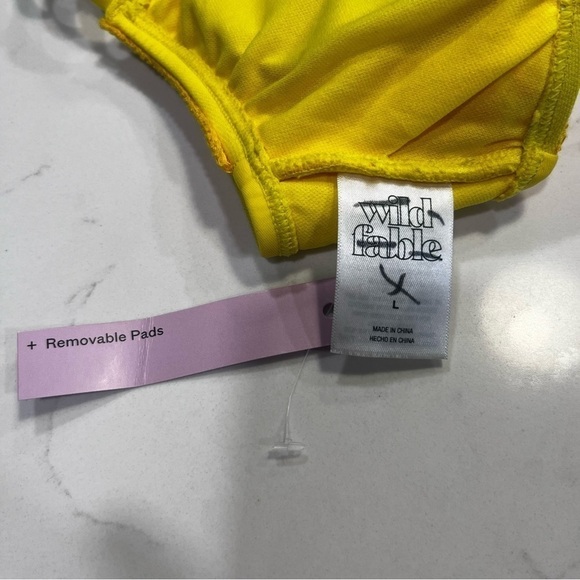 wild
fable
L
MADE IN CHINA
HECHO EN CHINA
+ Removable Pads